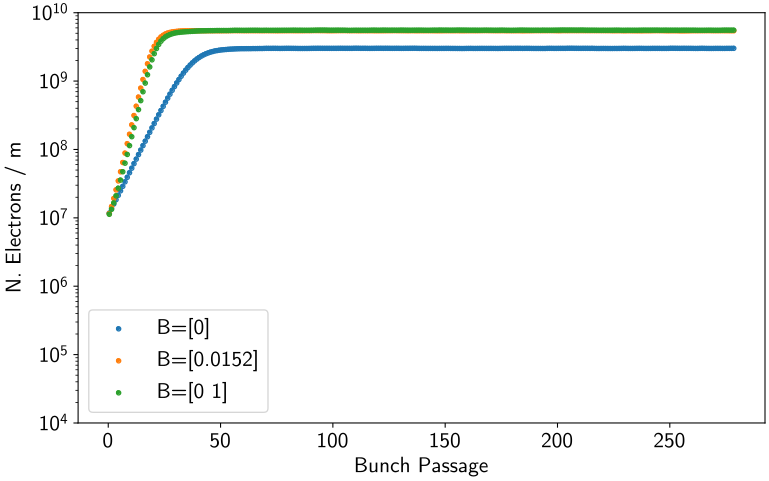 10^10
10^9
10^8
10^7
10^6
10^5
10^4
N. Electrons / m
B=[0]
B=[0.0152]
B=[0 1]
0 50 100 150 200 250
Bunch Passage